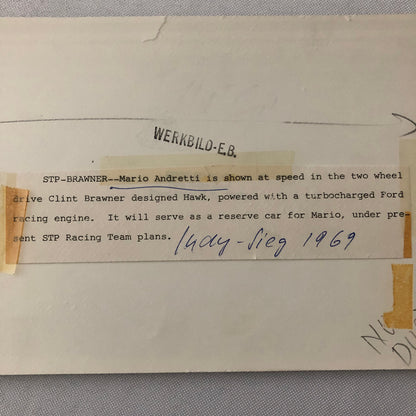 WERKBILD-E.B.
STP-BRAWNER--Mario Andretti is shown at speed in the two wheel
drive Clint Brawner designed Hawk, powered with a turbocharged Ford
racing engine. It will serve as a reserve car for Mario, under pre-
sent STP Racing Team plans.
Indy-Sieg 1969